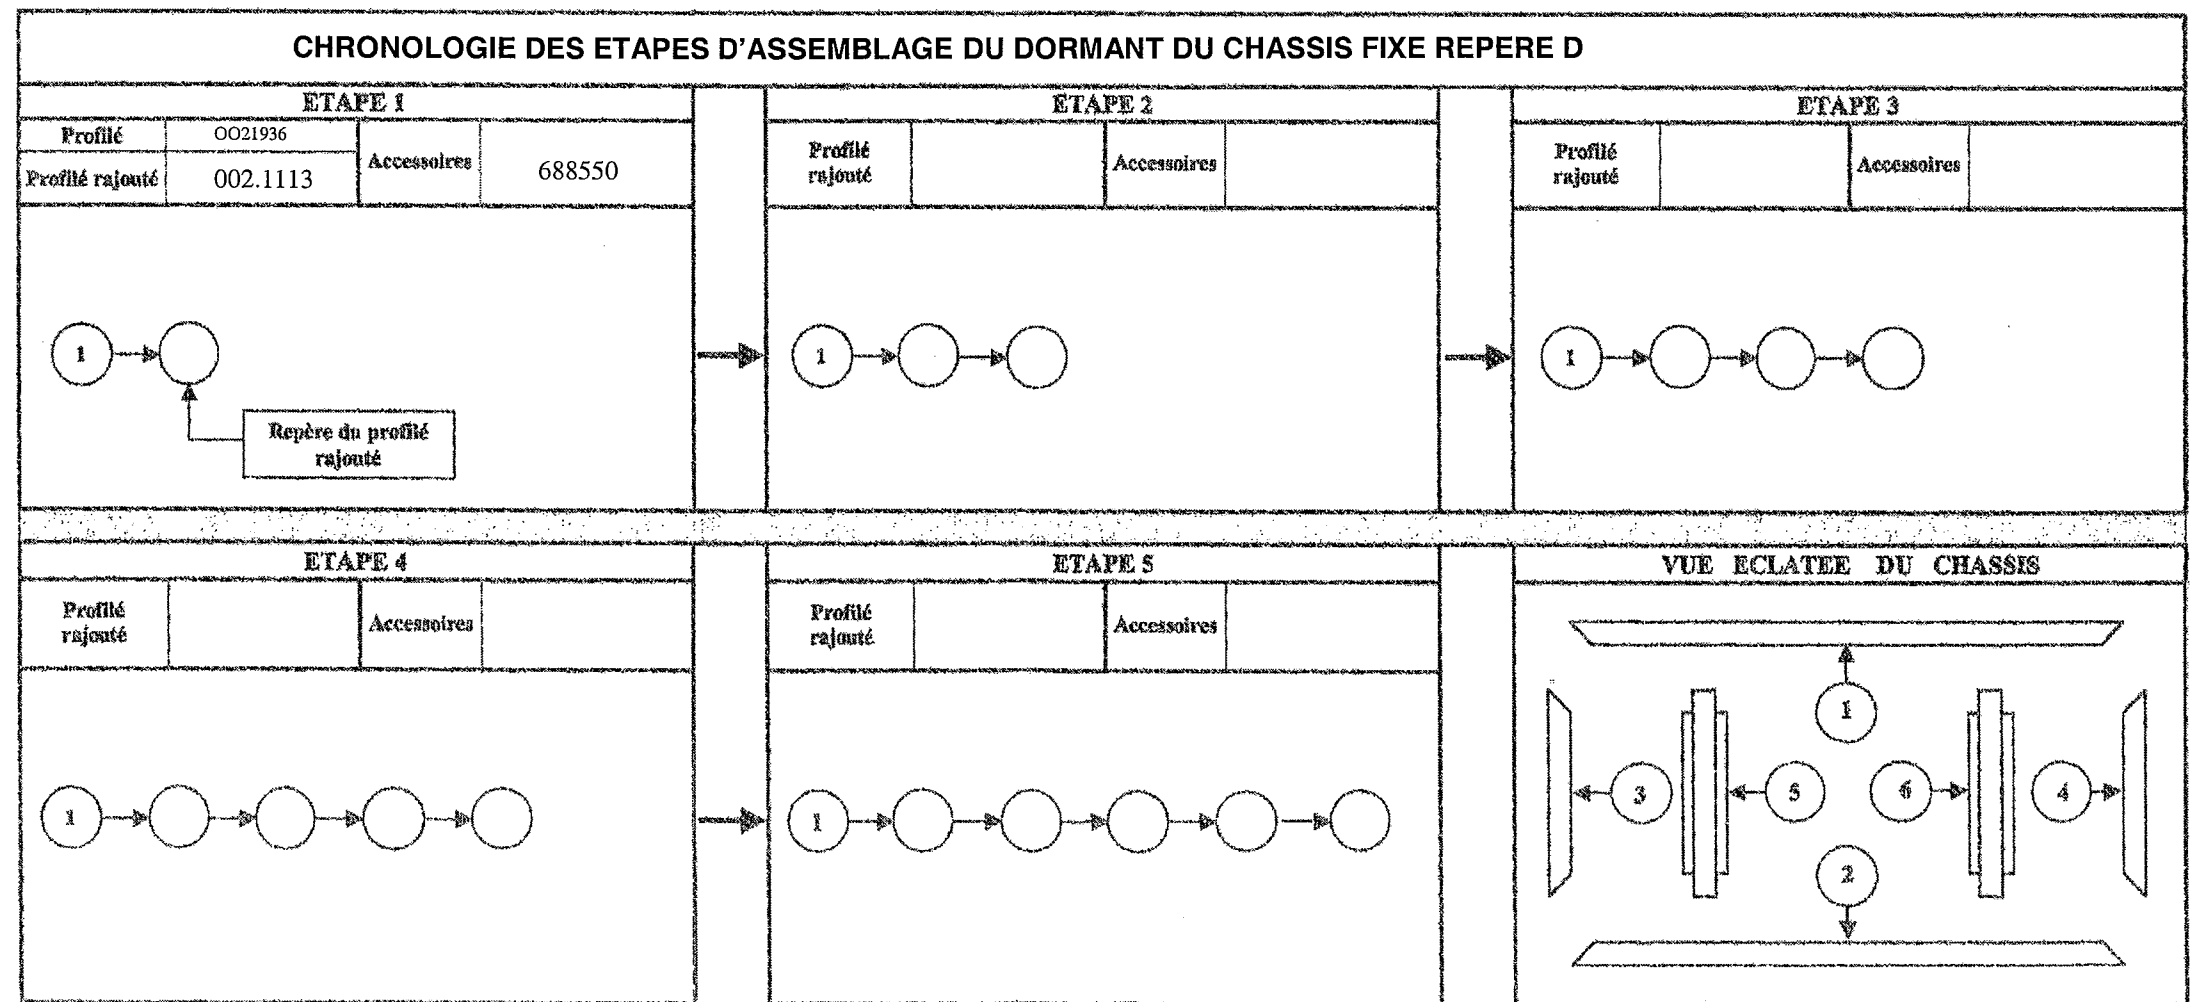 CHRONOLOGIE DES ETAPES D'ASSEMBLAGE DU DORMANT DU CHASSIS FIXE REPERE D
ETAPE 1
Profilé
OO21936
Profilé rajouté
002.1113
Accessoires
688550
1
Repère du profilé
rajouté
ETAPE 2
Profilé
rajouté
Accessoires
1
ETAPE 3
Profilé
rajouté
Accessoires
1
ETAPE 4
Profilé
rajouté
Accessoires
1
ETAPE 5
Profilé
rajouté
Accessoires
1
VUE ECLATEE DU CHASSIS
1
3
5
6
4
2